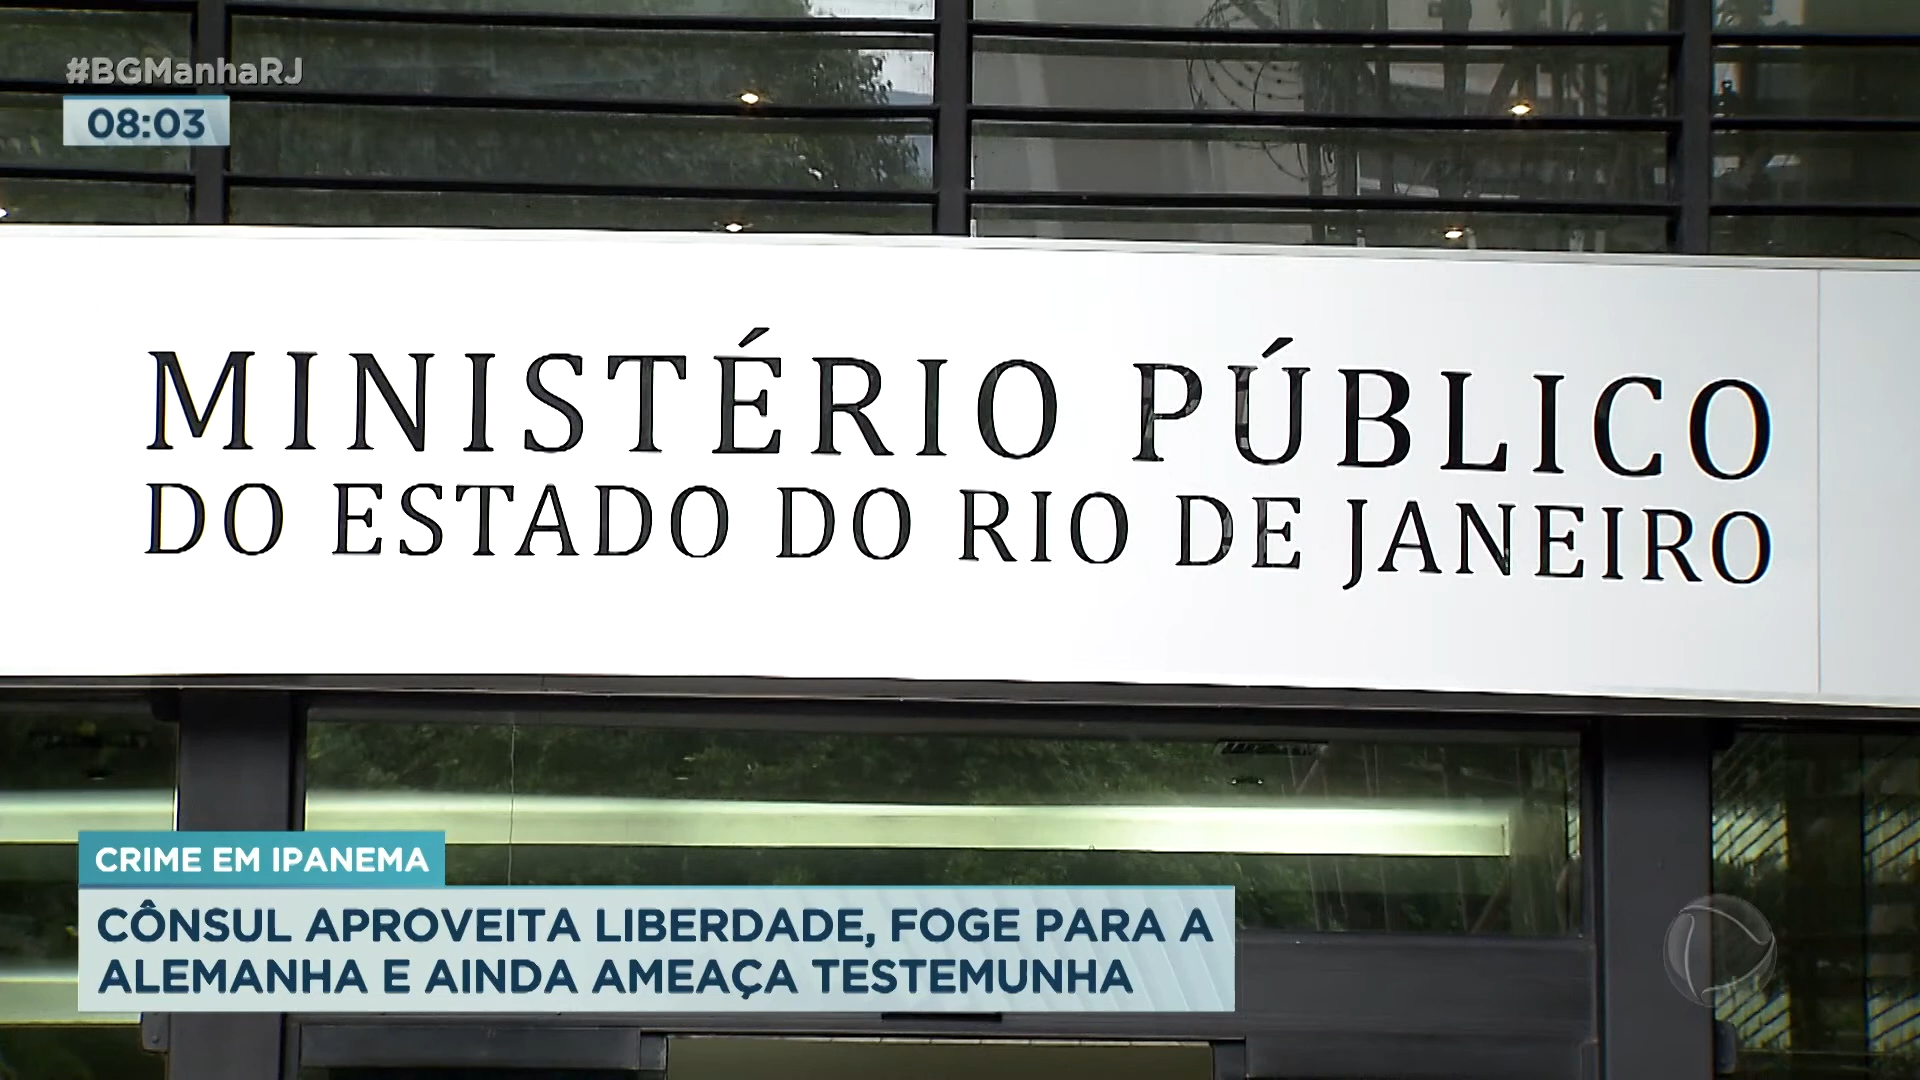 #BGManhaRJ
08:03
MINISTÉRIO PÚBLICO
DO ESTADO DO RIO DE JANEIRO
CRIME EM IPANEMA
CÔNSUL APROVEITA LIBERDADE, FOGE PARA A
ALEMANHA E AINDA AMEAÇA TESTEMUNHA